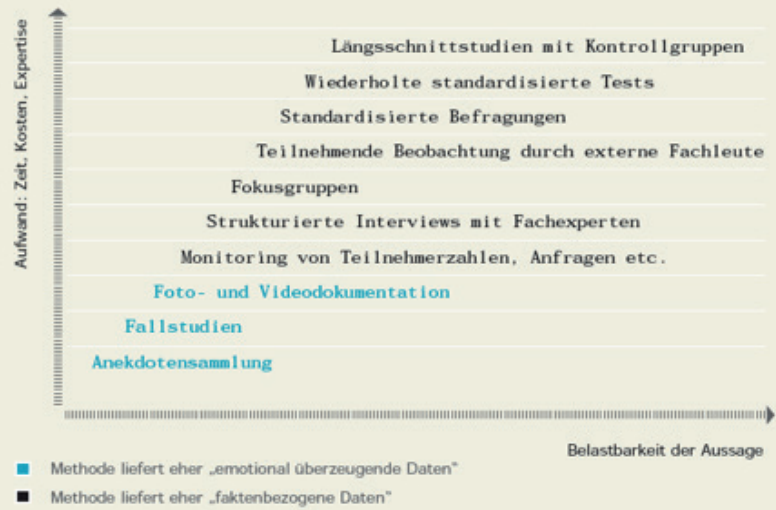 Aufwand: Zeit, Kosten, Expertise
Längsschnittstudien mit Kontrollgruppen
Wiederholte standardisierte Tests
Standardisierte Befragungen
Teilnehmende Beobachtung durch externe Fachleute
Fokusgruppen
Strukturierte Interviews mit Fachexperten
Monitoring von Teilnehmerzahlen, Anfragen etc.
Foto- und Videodokumentation
Fallstudien
Anekdotensammlung
Belastbarkeit der Aussage
Methode liefert eher „emotional überzeugende Daten“
Methode liefert eher „faktenbezogene Daten“